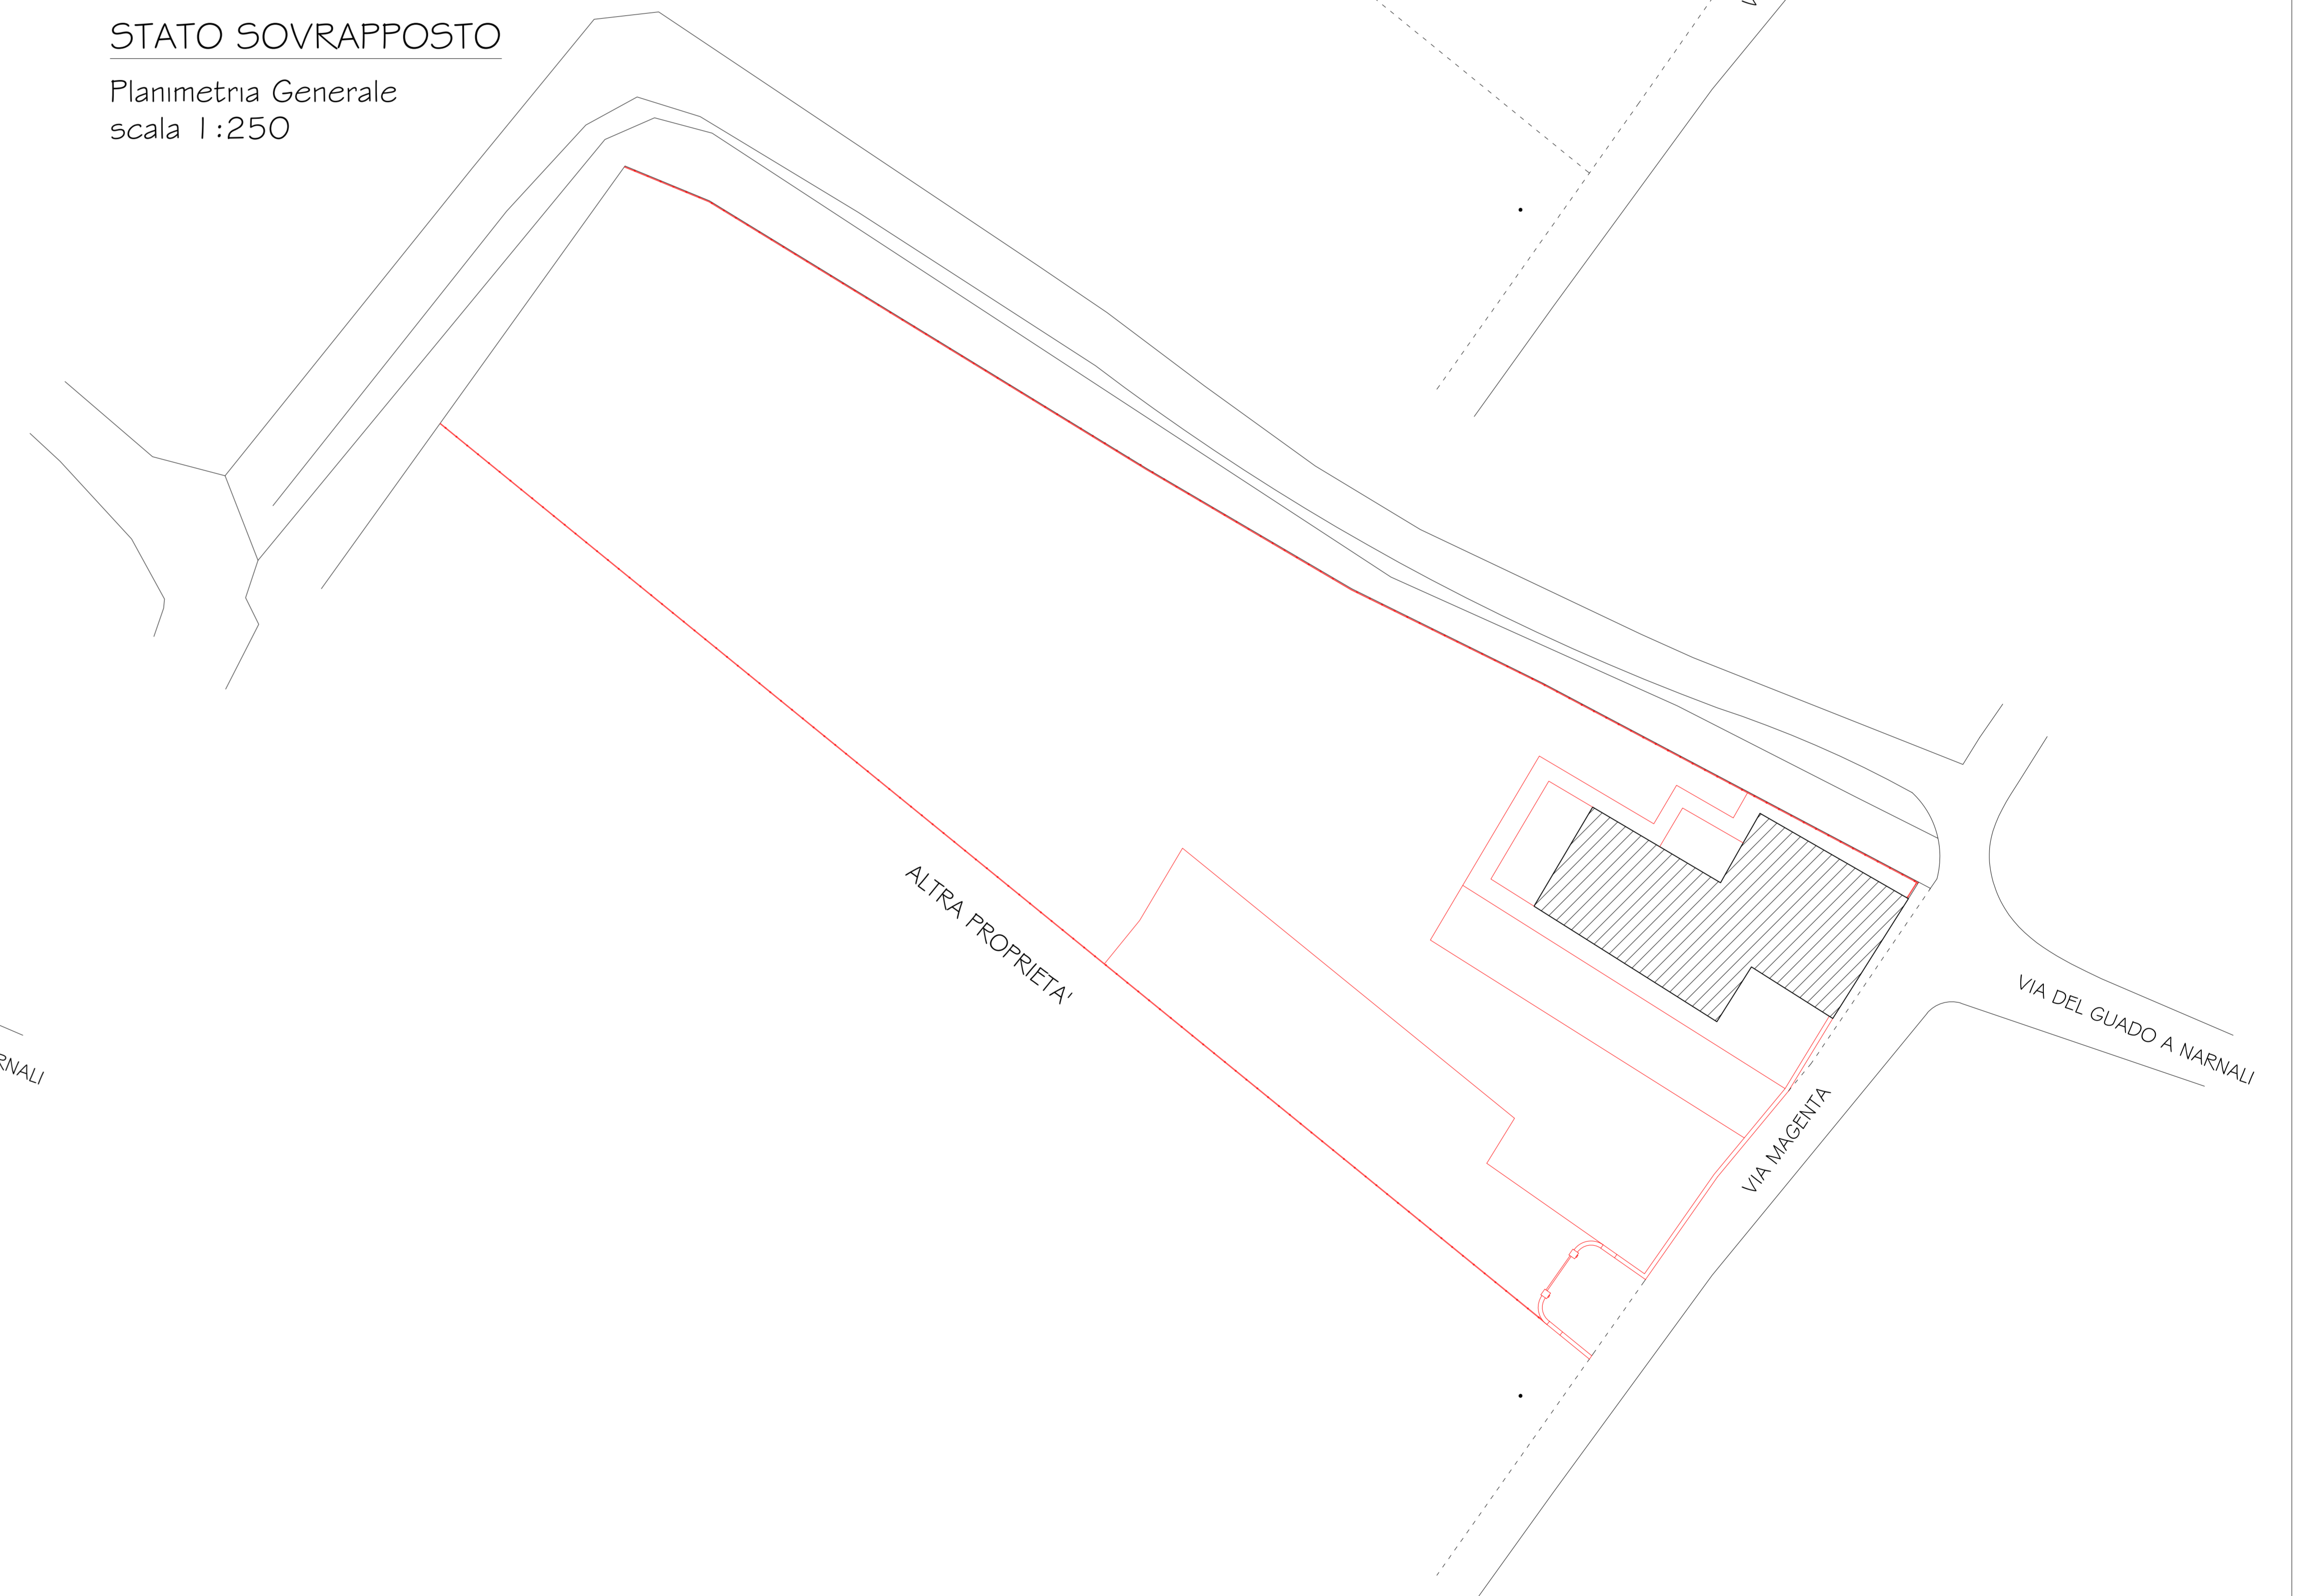 STATO SOVRAPPOSTO
Planimetria Generale
scala 1:250
ALTRA PROPRIETA'
VIA DEL GUADO A NARNALI
RNALI
VIA MAGENTA